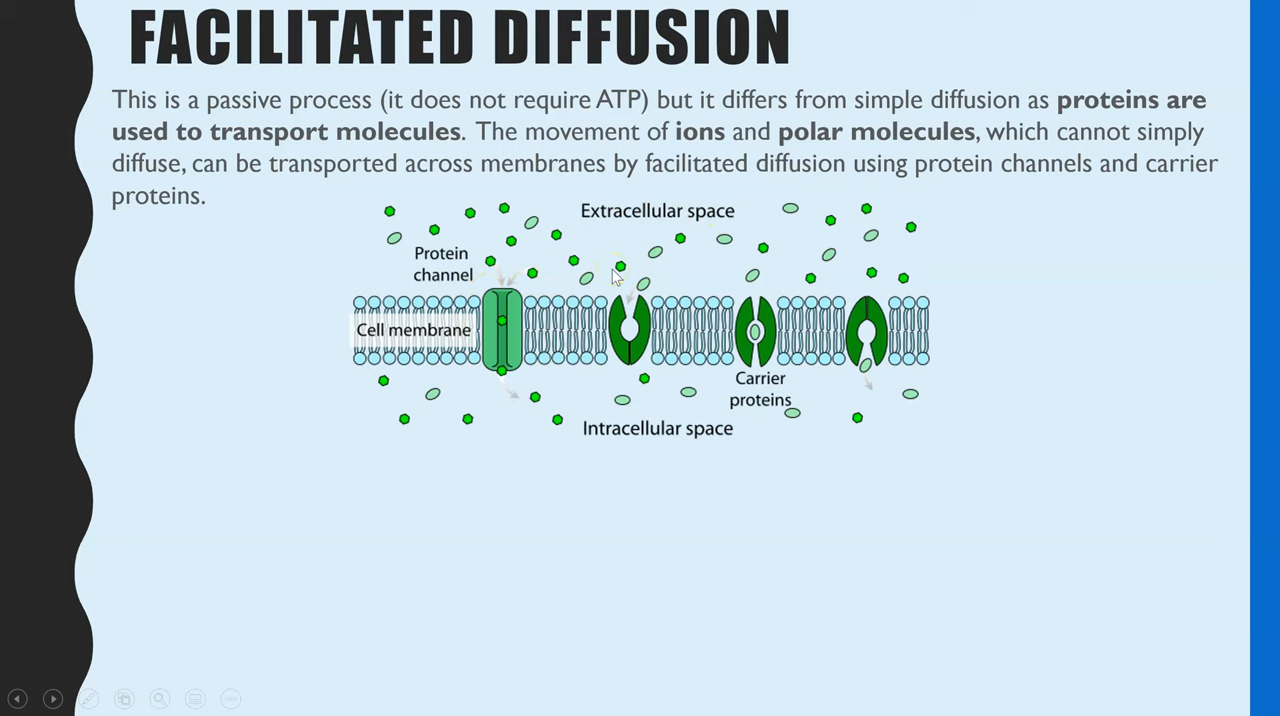 FACILITATED DIFFUSION
This is a passive process (it does not require ATP) but it differs from simple diffusion as proteins are
used to transport molecules. The movement of ions and polar molecules, which cannot simply
diffuse, can be transported across membranes by facilitated diffusion using protein channels and carrier
proteins.
Extracellular space
Protein
channel
Cell membrane
Carrier
proteins
Intracellular space